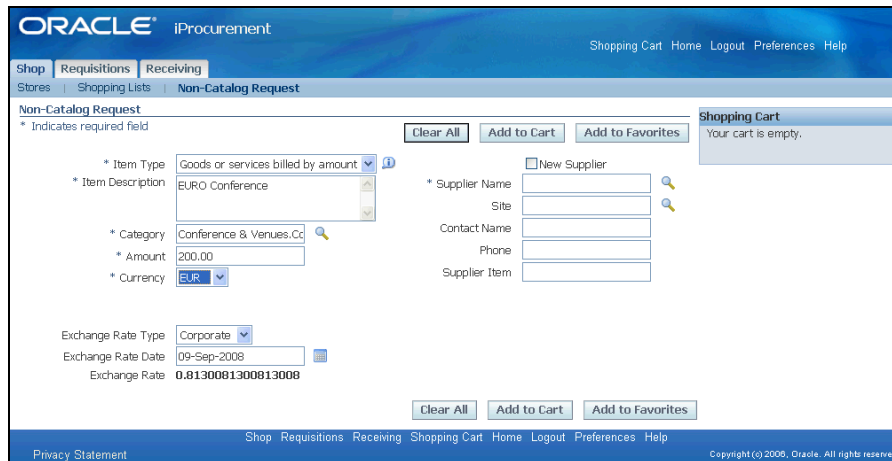 ORACLE® iProcurement
Shopping Cart Home Logout Preferences Help
Shop Requisitions Receiving
Stores | Shopping Lists | Non-Catalog Request
Non-Catalog Request
* Indicates required field
Clear All Add to Cart Add to Favorites
Shopping Cart
Your cart is empty.
* Item Type Goods or services billed by amount
New Supplier
* Item Description EURO Conference
* Supplier Name
Site
* Category Conference & Venues.Co
Contact Name
* Amount 200.00
Phone
* Currency EUR
Supplier Item
Exchange Rate Type Corporate
Exchange Rate Date 09-Sep-2008
Exchange Rate 0.8130081300813008
Clear All Add to Cart Add to Favorites
Shop Requisitions Receiving Shopping Cart Home Logout Preferences Help
Privacy Statement
Copyright (c) 2006, Oracle. All rights reserve